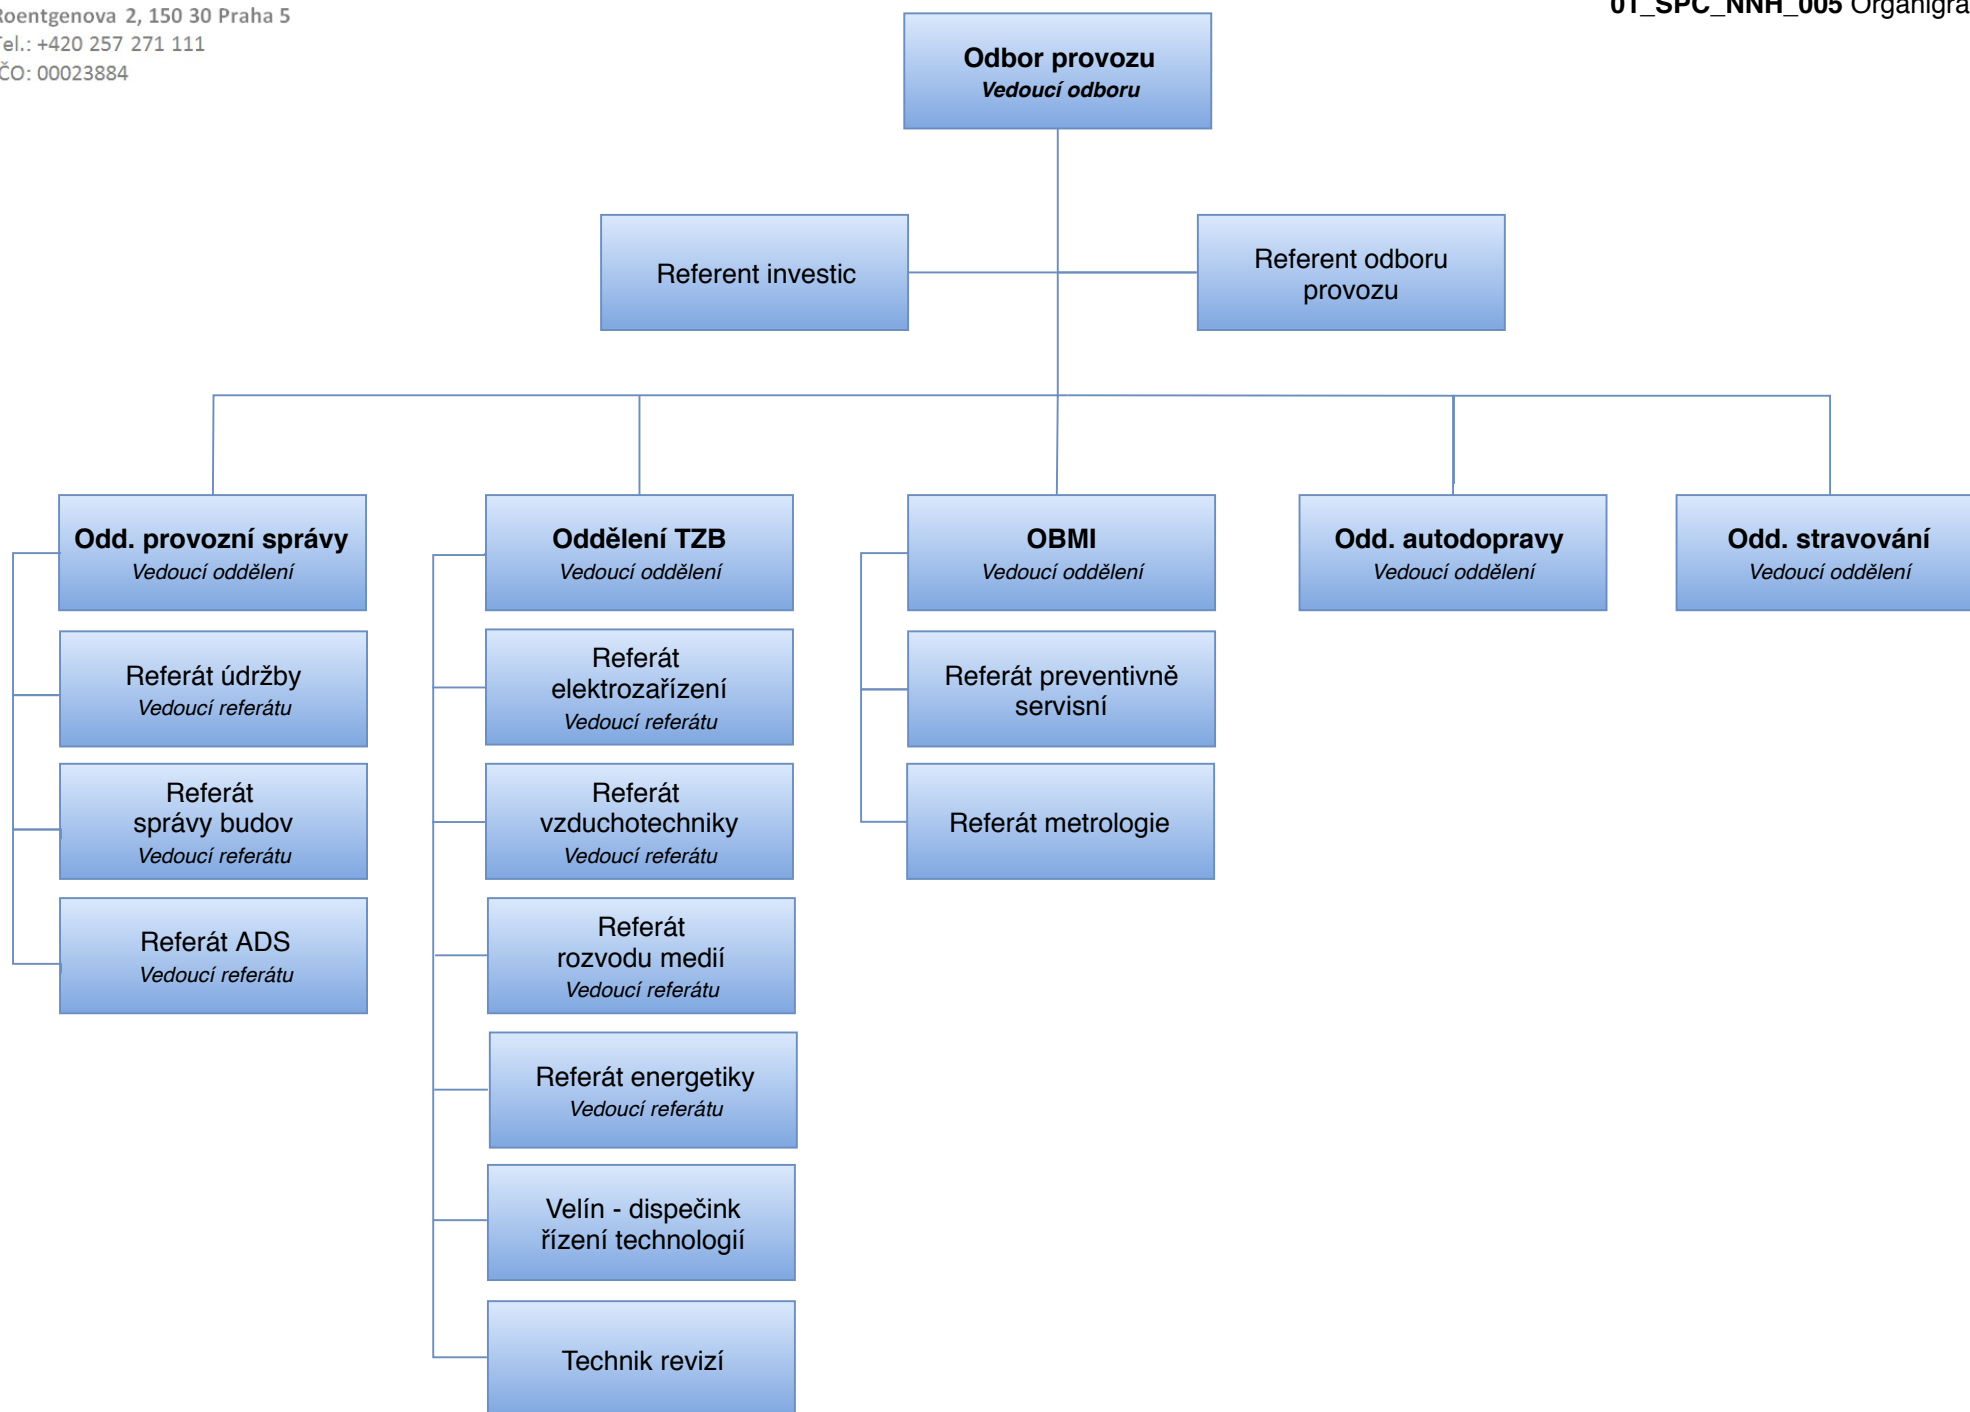 Roentgenova 2, 150 30 Praha 5
Tel.: +420 257 271 111
IČO: 00023884
01_SPC_NNH_005 Organigra
Odbor provozu
Vedoucí odboru
Referent investic
Referent odboru
provozu
Odd. provozní správy
Vedoucí oddělení
Referát údržby
Vedoucí referátu
Referát
správy budov
Vedoucí referátu
Referát ADS
Vedoucí referátu
Oddělení TZB
Vedoucí oddělení
Referát
elektrozařízení
Vedoucí referátu
Referát
vzduchotechniky
Vedoucí referátu
Referát
rozvodu medií
Vedoucí referátu
Referát energetiky
Vedoucí referátu
Velín - dispečink
řízení technologií
Technik revizí
OBMI
Vedoucí oddělení
Referát preventivně
servisní
Referát metrologie
Odd. autodopravy
Vedoucí oddělení
Odd. stravování
Vedoucí oddělení